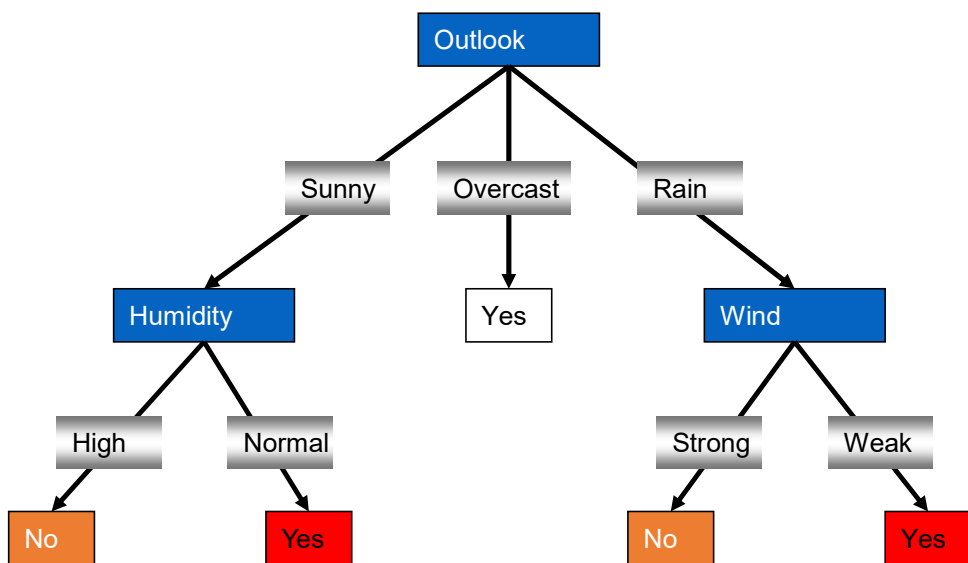 Outlook
Sunny
Overcast
Rain
Humidity
Yes
Wind
High
Normal
Strong
Weak
No
Yes
No
Yes